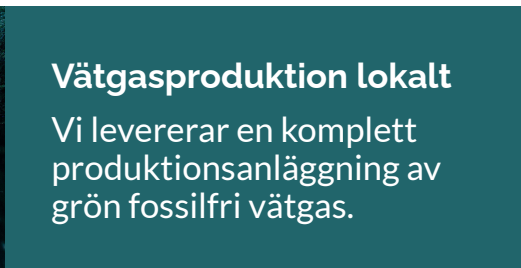 Vätgasproduktion lokalt
Vi levererar en komplett
produktionsanläggning av
grön fossilfri vätgas.